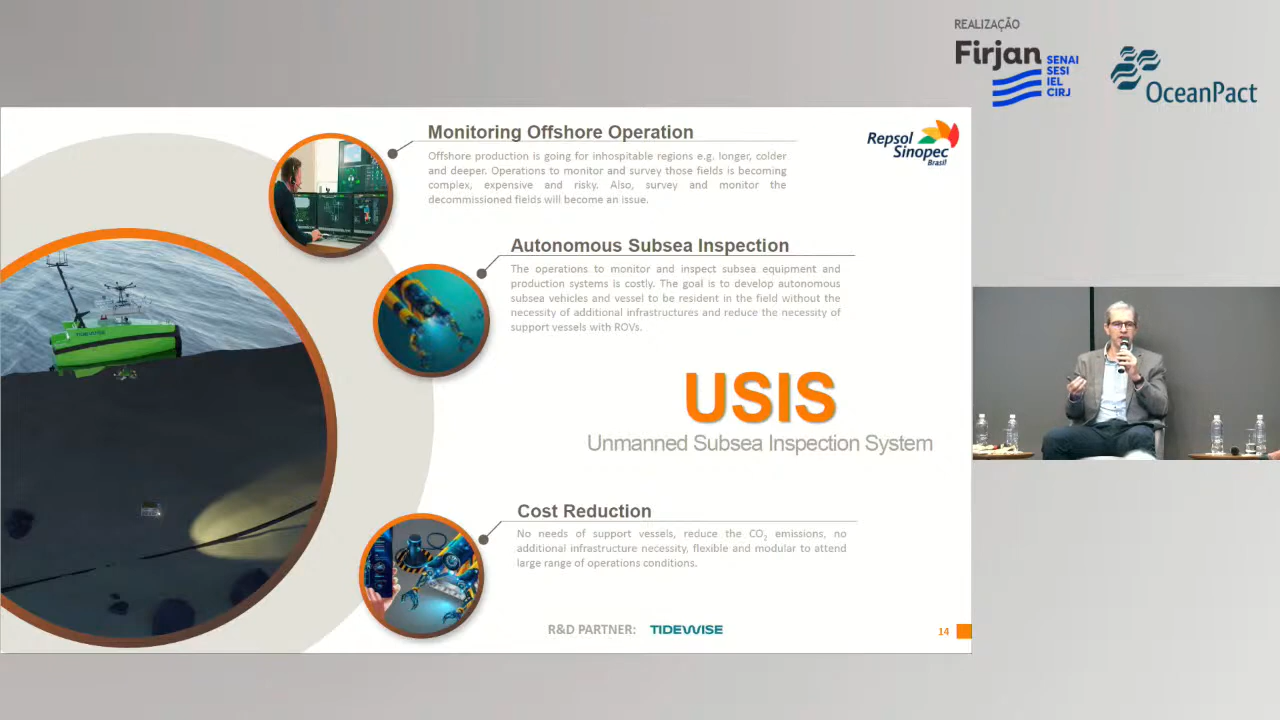 REALIZAÇÃO
Firjan
SENAI
SESI
IEL
CIRJ
OceanPact
Repsol
Sinopec
Brasil
Monitoring Offshore Operation
Offshore production is going for inhospitable regions e.g. longer, colder
and deeper. Operations to monitor and survey those fields is becoming
complex, expensive and risky. Also, survey and monitor the
decommissioned fields will become an issue.
Autonomous Subsea Inspection
The operations to monitor and inspect subsea equipment and
production systems is costly. The goal is to develop autonomous
subsea vehicles and vessel to be resident in the field without the
necessity of additional infrastructures and reduce the necessity of
support vessels with ROVs.
USIS
Unmanned Subsea Inspection System
Cost Reduction
No needs of support vessels, reduce the CO₂ emissions, no
additional infrastructure necessity, flexible and modular to attend
large range of operations conditions.
R&D PARTNER: TIDEWISE
14